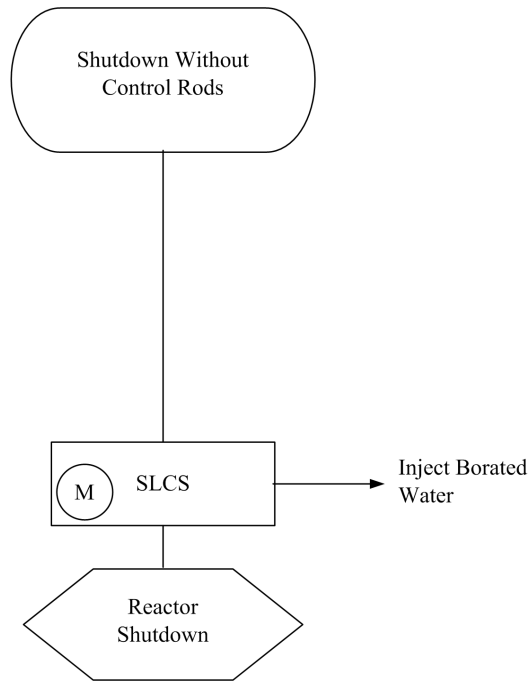 Shutdown Without
Control Rods
M
SLCS
Inject Borated
Water
Reactor
Shutdown